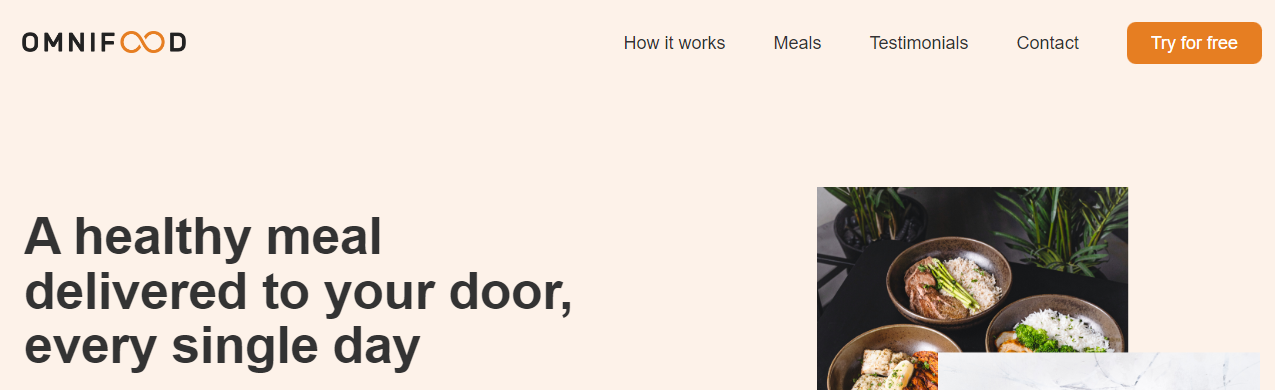 OMNIFOOD
How it works
Meals
Testimonials
Contact
Try for free
A healthy meal
delivered to your door,
every single day